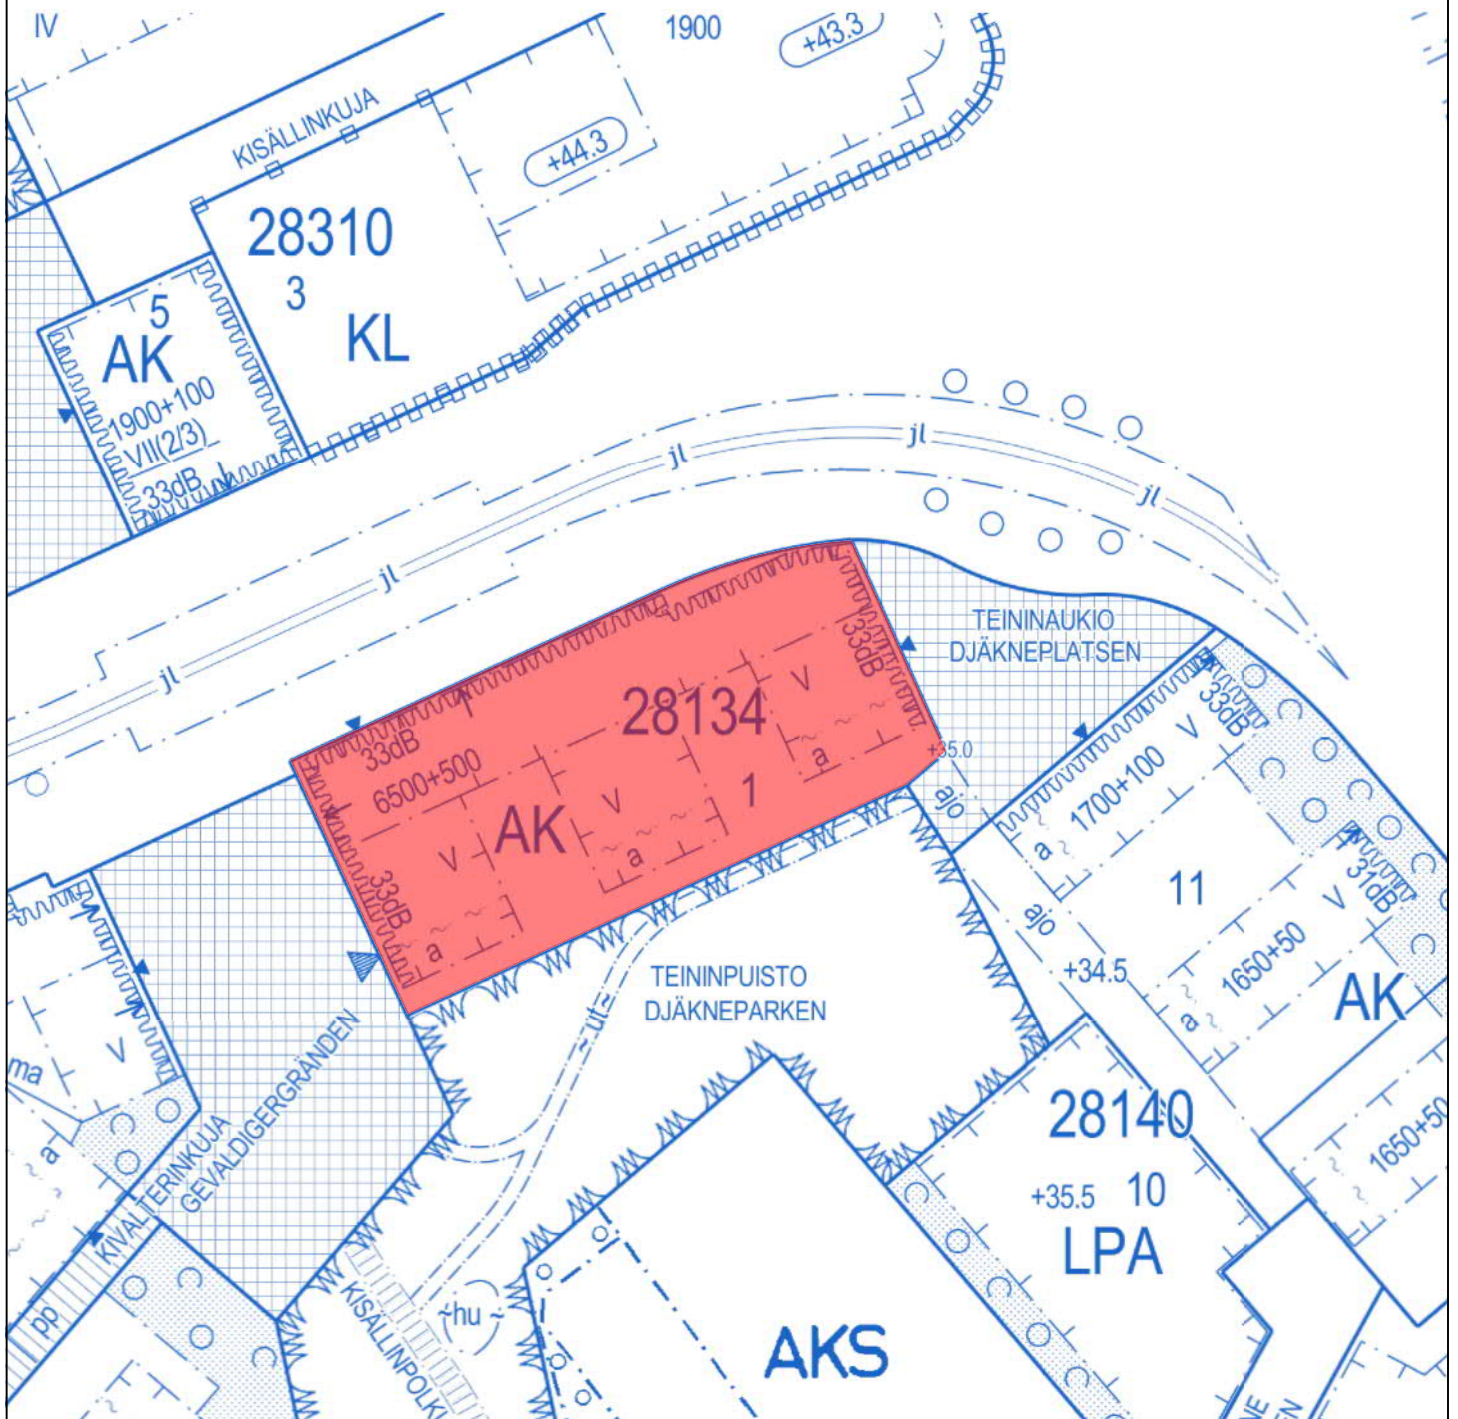 IV
1900
+43.3
KISÄLLINKUJA
+44.3
28310
3
KL
5
AK
1900+100
VII(2/3)
33dB
jl
jl
jl
jl
jl
TEININAUKIO
DJÄKNEPLATSEN
33dB
V
28134
33dB
6500+500
a
+35.0
V
1
AK
V
a
33dB
a
ajo
33dB
V
1700+100
a
11
31dB
V
ajo
+34.5
1650+50
a
AK
TEININPUISTO
DJÄKNEPARKEN
~ut~
V
ma
a
KIVALTERINKUJA
GEVALDIGERGRÄNDEN
pp
28140
+35.5
10
LPA
1650+50
~hu~
KISÄLLINPOLKU
AKS
NE
EN